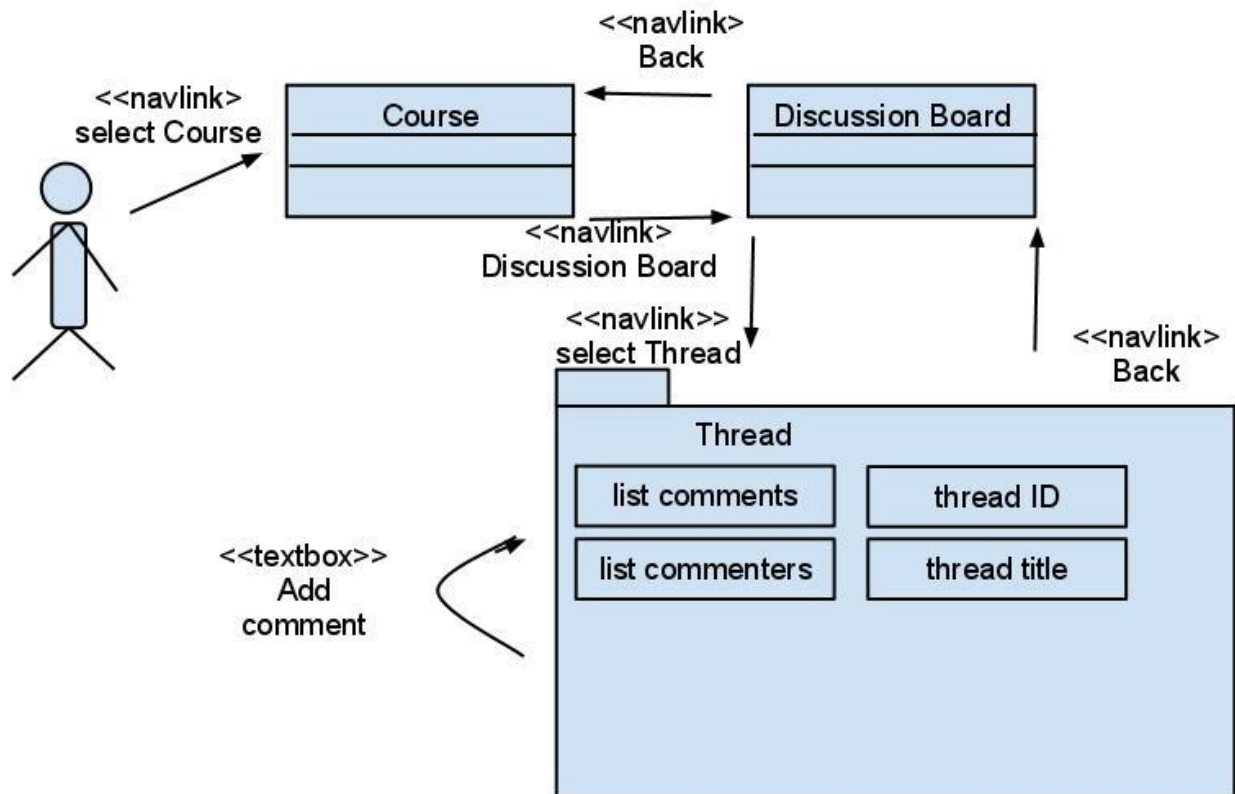 <<navlink>
Back
<<navlink>
select Course
Course
Discussion Board
<<navlink>
Discussion Board
<<navlink>>
select Thread
<<navlink>
Back
Thread
list comments
thread ID
list commenters
thread title
<<textbox>>
Add
comment